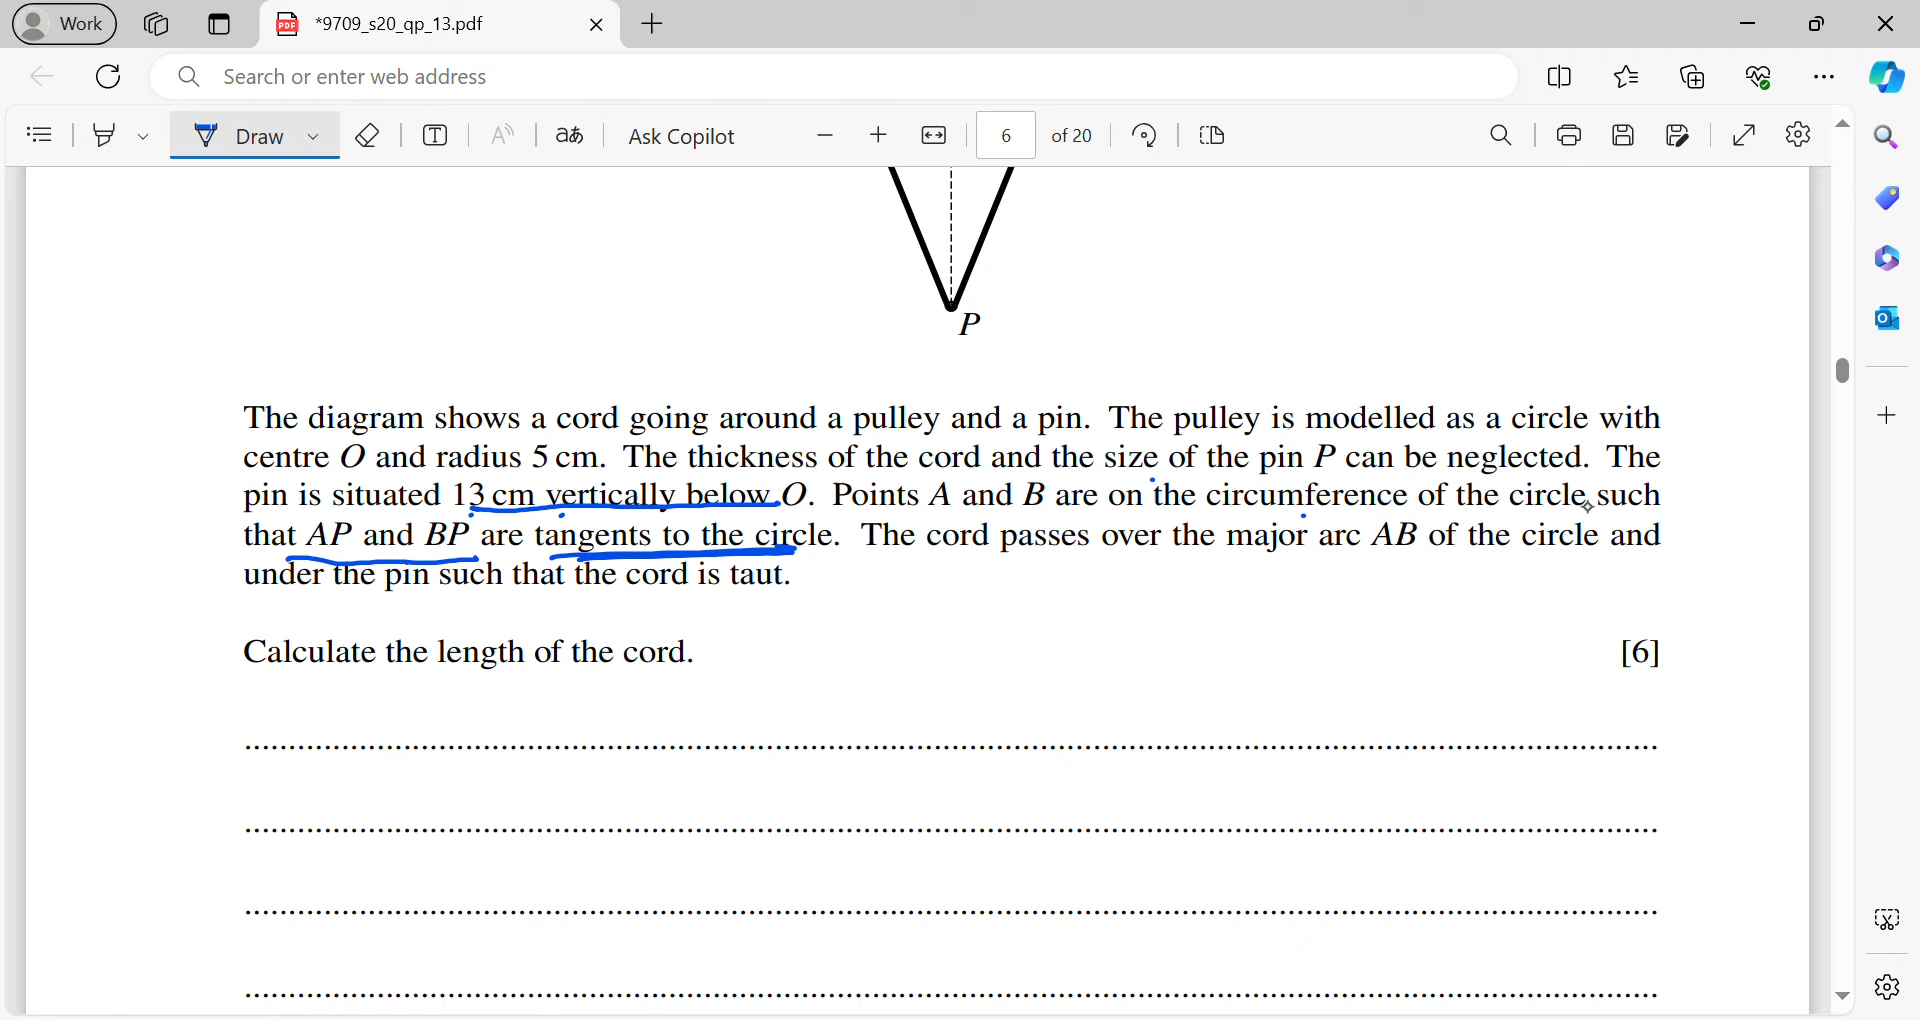 Work
*9709_s20_qp_13.pdf
Search or enter web address
Draw
aあ
Ask Copilot
6
of 20
P
The diagram shows a cord going around a pulley and a pin. The pulley is modelled as a circle with
centre O and radius 5 cm. The thickness of the cord and the size of the pin P can be neglected. The
pin is situated 13 cm vertically below O. Points A and B are on the circumference of the circle such
that AP and BP are tangents to the circle. The cord passes over the major arc AB of the circle and
under the pin such that the cord is taut.
Calculate the length of the cord.
[6]